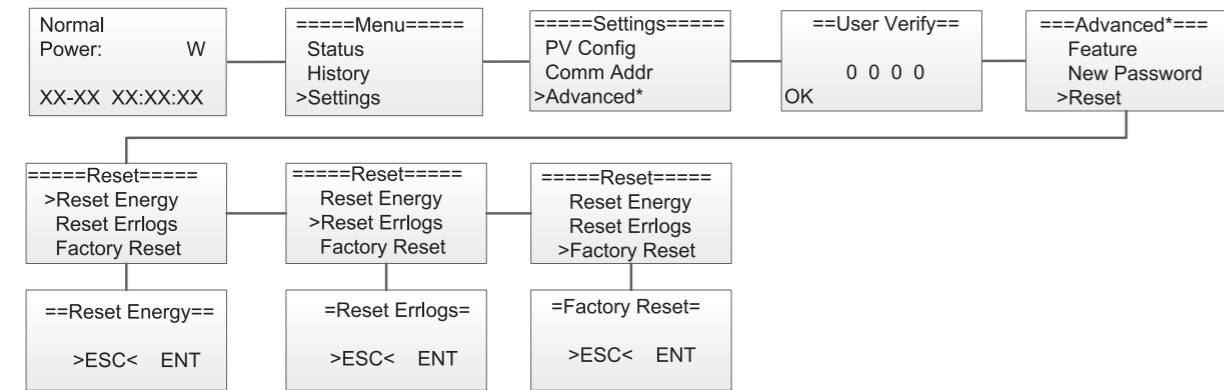 Normal
Power: W
XX-XX XX:XX:XX
=====Menu=====
Status
History
>Settings
=====Settings=====
PV Config
Comm Addr
>Advanced*
==User Verify==
0 0 0 0
OK
===Advanced*===
Feature
New Password
>Reset
=====Reset=====
>Reset Energy
Reset Errlogs
Factory Reset
=====Reset=====
Reset Energy
>Reset Errlogs
Factory Reset
=====Reset=====
Reset Energy
Reset Errlogs
>Factory Reset
==Reset Energy==
>ESC< ENT
=Reset Errlogs=
>ESC< ENT
=Factory Reset=
>ESC< ENT